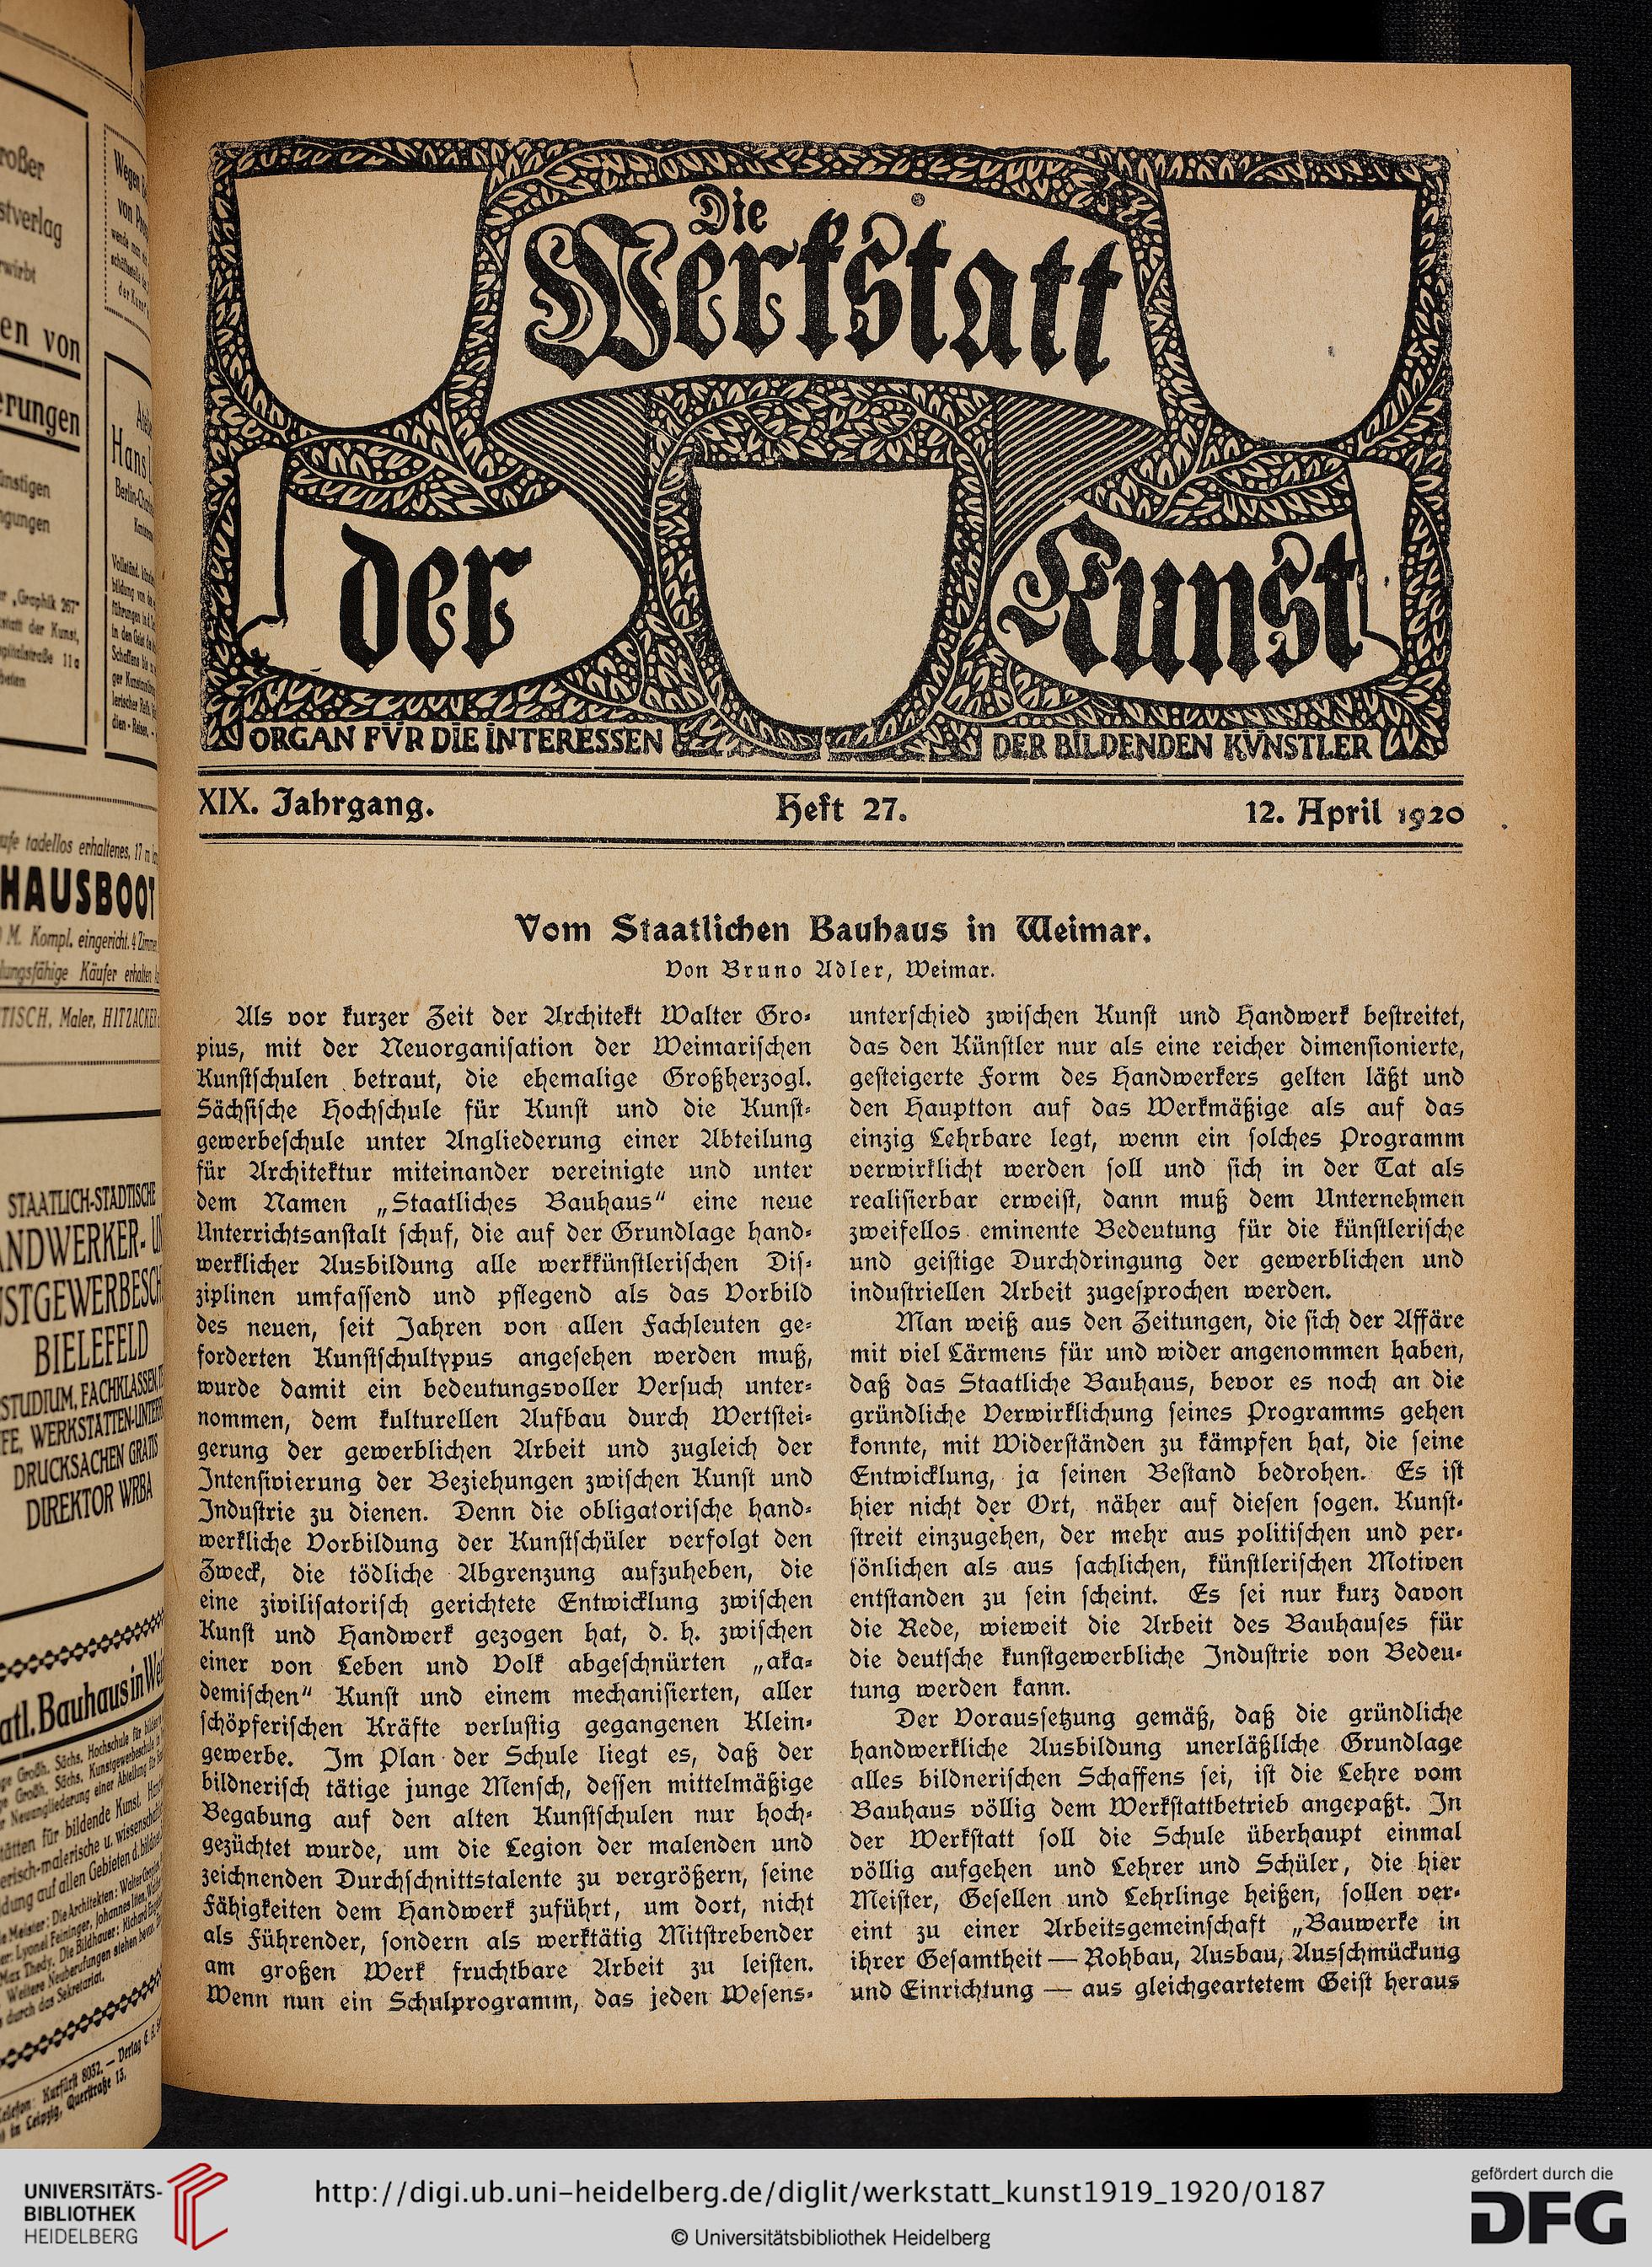 Die
Werkstatt
der
Kunst
ORGAN FVR DIE INTERESSEN
DER BILDENDEN KVNSTLER
XIX. Jahrgang. Heft 27. 12. April 1920
Vom Staatlichen Bauhaus in Weimar.
Von Bruno Adler, Weimar.
Als vor kurzer Zeit der Architekt Walter Gro-
pius, mit der Neuorganisation der Weimarischen
Kunstschulen betraut, die ehemalige Großherzogl.
Sächsische Hochschule für Kunst und die Kunst-
gewerbeschule unter Angliederung einer Abteilung
für Architektur miteinander vereinigte und unter
dem Namen „Staatliches Bauhaus“ eine neue
Unterrichtsanstalt schuf, die auf der Grundlage hand-
werklicher Ausbildung alle werkkünstlerischen Dis-
ziplinen umfassend und pflegend als das Vorbild
des neuen, seit Jahren von allen Fachleuten ge-
forderten Kunstschultypus angesehen werden muß,
wurde damit ein bedeutungsvoller Versuch unter-
nommen, dem kulturellen Aufbau durch Wertstei-
gerung der gewerblichen Arbeit und zugleich der
Intensivierung der Beziehungen zwischen Kunst und
Industrie zu dienen. Denn die obligatorische hand-
werkliche Vorbildung der Kunstschüler verfolgt den
Zweck, die tödliche Abgrenzung aufzuheben, die
eine zivilisatorisch gerichtete Entwicklung zwischen
Kunst und Handwerk gezogen hat, d. h. zwischen
einer von Leben und Volk abgeschnürten „aka-
demischen“ Kunst und einem mechanisierten, aller
schöpferischen Kräfte verlustig gegangenen Klein-
gewerbe. Im Plan der Schule liegt es, daß der
bildnerisch tätige junge Mensch, dessen mittelmäßige
Begabung auf den alten Kunstschulen nur hoch-
gezüchtet wurde, um die Legion der malenden und
zeichnenden Durchschnittstalente zu vergrößern, seine
Fähigkeiten dem Handwerk zuführt, um dort, nicht
als Führender, sondern als werktätig Mitstrebender
am großen Werk fruchtbare Arbeit zu leisten.
Wenn nun ein Schulprogramm, das jeden Wesens-
unterschied zwischen Kunst und Handwerk bestreitet,
das den Künstler nur als eine reicher dimensionierte,
gesteigerte Form des Handwerkers gelten läßt und
den Hauptton auf das Werkmäßige als auf das
einzig Lehrbare legt, wenn ein solches Programm
verwirklicht werden soll und sich in der Tat als
realisierbar erweist, dann muß dem Unternehmen
zweifellos eminente Bedeutung für die künstlerische
und geistige Durchdringung der gewerblichen und
industriellen Arbeit zugesprochen werden.
Man weiß aus den Zeitungen, die sich der Affäre
mit viel Lärmens für und wider angenommen haben,
daß das Staatliche Bauhaus, bevor es noch an die
gründliche Verwirklichung seines Programms gehen
konnte, mit Widerständen zu kämpfen hat, die seine
Entwicklung, ja seinen Bestand bedrohen. Es ist
hier nicht der Ort, näher auf diesen sogen. Kunst-
streit einzugehen, der mehr aus politischen und per-
sönlichen als aus sachlichen, künstlerischen Motiven
entstanden zu sein scheint. Es sei nur kurz davon
die Rede, wieweit die Arbeit des Bauhauses für
die deutsche kunstgewerbliche Industrie von Bedeu-
tung werden kann.
Der Voraussetzung gemäß, daß die gründliche
handwerkliche Ausbildung unerläßllche Grundlage
alles bildnerischen Schaffens sei, ist die Lehre vom
Bauhaus völlig dem Werkstattbetrieb angepaßt. In
der Werkstatt soll die Schule überhaupt einmal
völlig aufgehen und Lehrer und Schüler, die hier
Meister, Gesellen und Lehrlinge heißen, sollen ver-
eint zu einer Arbeitsgemeinschaft „Bauwerke in
ihrer Gesamtheit — Rohbau, Ausbau, Ausschmückung
und Einrichtung — aus gleichgeartetem Geist heraus
en von
HAUSBOOT
M. Kompl. eingericht. 4
Käufer erhalten
TISCH, Maler, HITZACKER
STAATLICH-STÄDTISCHE
BIELEFELD
STUDIUM, FACHKLASSEN
DRUCKSACHEN GRATIS
DIREKTOR WRBA
Bauhaus in
UNIVERSITÄTS-
BIBLIOTHEK
HEIDELBERG
http://digi.ub.uni-heidelberg.de/diglit/werkstatt_kunst1919_1920/0187
© Universitätsbibliothek Heidelberg
gefördert durch die
DFG